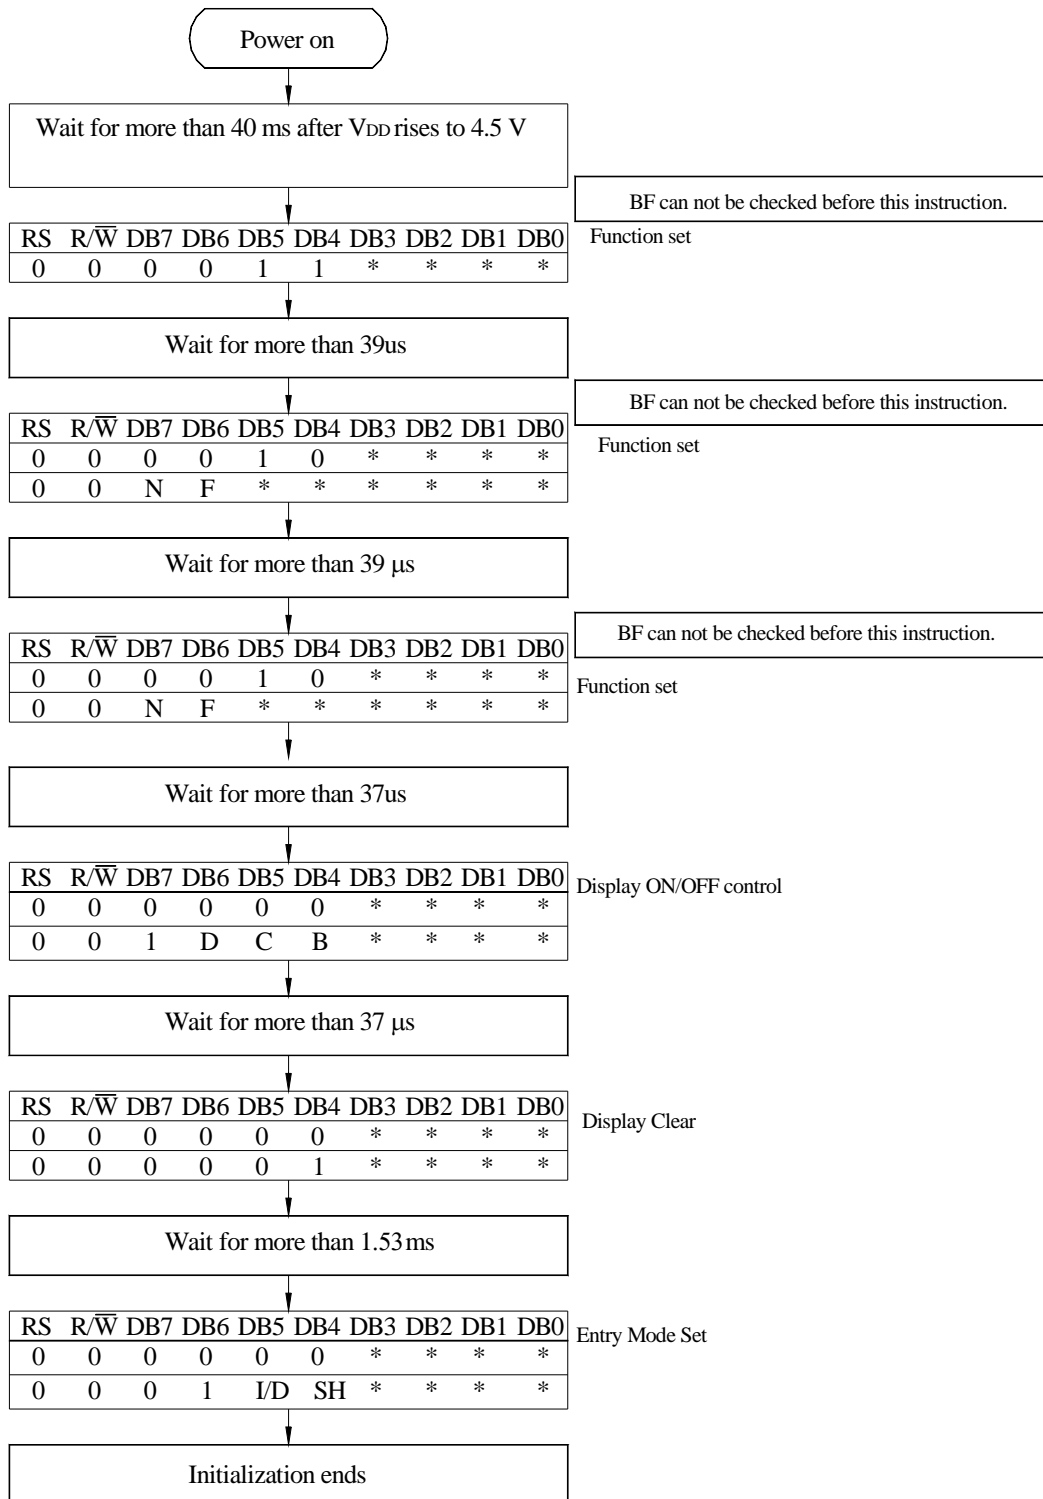 Power on
Wait for more than 40 ms after VDD rises to 4.5 V
BF can not be checked before this instruction.
RS R/W̅ DB7 DB6 DB5 DB4 DB3 DB2 DB1 DB0
Function set
0 0 0 0 1 1 * * * *
Wait for more than 39us
BF can not be checked before this instruction.
RS R/W̅ DB7 DB6 DB5 DB4 DB3 DB2 DB1 DB0
Function set
0 0 0 0 1 0 * * * *
0 0 N F * * * * * *
Wait for more than 39 μs
BF can not be checked before this instruction.
RS R/W̅ DB7 DB6 DB5 DB4 DB3 DB2 DB1 DB0
0 0 0 0 1 0 * * * *
Function set
0 0 N F * * * * * *
Wait for more than 37us
RS R/W̅ DB7 DB6 DB5 DB4 DB3 DB2 DB1 DB0
Display ON/OFF control
0 0 0 0 0 0 * * * *
0 0 1 D C B * * * *
Wait for more than 37 μs
RS R/W̅ DB7 DB6 DB5 DB4 DB3 DB2 DB1 DB0
Display Clear
0 0 0 0 0 0 * * * *
0 0 0 0 0 1 * * * *
Wait for more than 1.53ms
RS R/W̅ DB7 DB6 DB5 DB4 DB3 DB2 DB1 DB0
Entry Mode Set
0 0 0 0 0 0 * * * *
0 0 0 1 I/D SH * * * *
Initialization ends